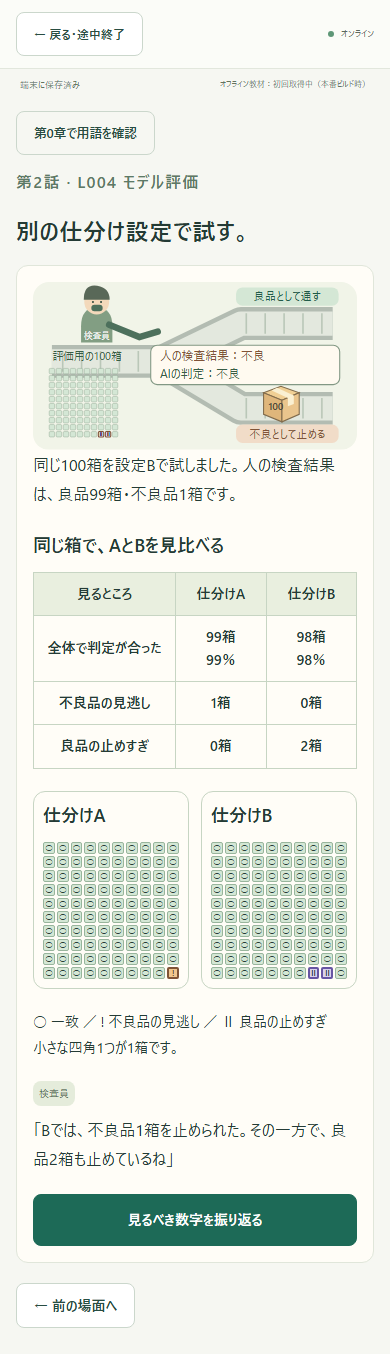 ← 戻る・途中終了
オンライン
端末に保存済み
オフライン教材：初回取得中（本番ビルド時）
第0章で用語を確認
第2話 · L004 モデル評価
別の仕分け設定で試す。
良品として通す
検査員
評価用の100箱
人の検査結果：不良
AIの判定：不良
100
不良として止める
同じ100箱を設定Bで試しました。人の検査結果
は、良品99箱・不良品1箱です。
同じ箱で、AとBを見比べる
見るところ 仕分けA 仕分けB
全体で判定が合った 99箱 98箱
99% 98%
不良品の見逃し 1箱 0箱
良品の止めすぎ 0箱 2箱
仕分けA 仕分けB
○ 一致 ／ ! 不良品の見逃し ／ Ⅱ 良品の止めすぎ
小さな四角1つが1箱です。
検査員
「Bでは、不良品1箱を止められた。その一方で、良
品2箱も止めているね」
見るべき数字を振り返る
← 前の場面へ